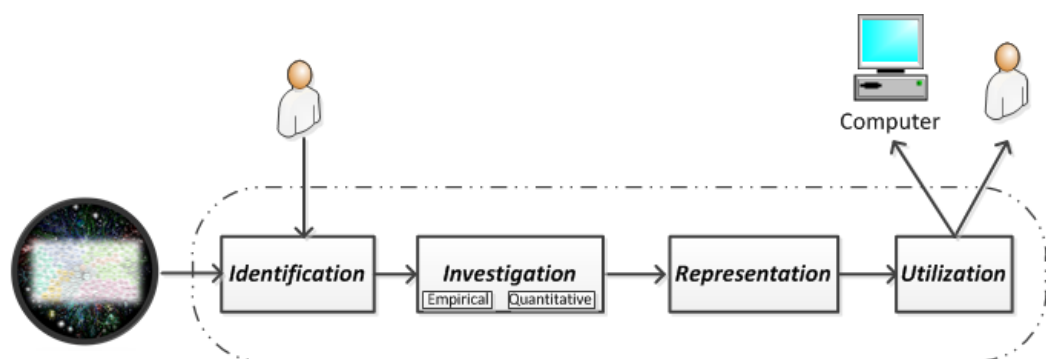 Computer
Identification
Investigation
Empirical
Quantitative
Representation
Utilization